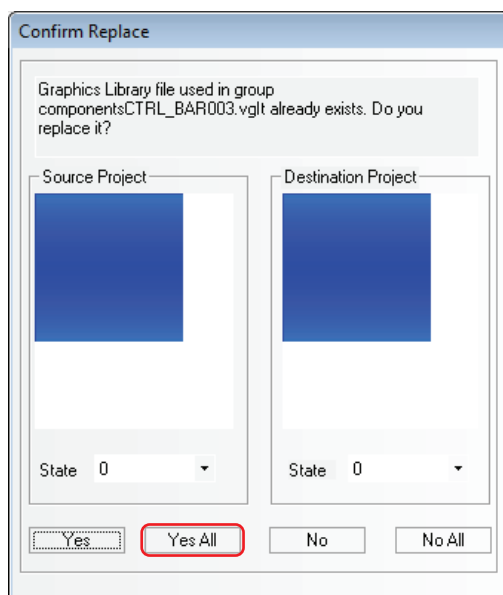 Confirm Replace
Graphics Library file used in group
componentsCTRL_BAR003.vglt already exists. Do you
replace it?
Source Project
Destination Project
State 0
State 0
Yes
Yes All
No
No All